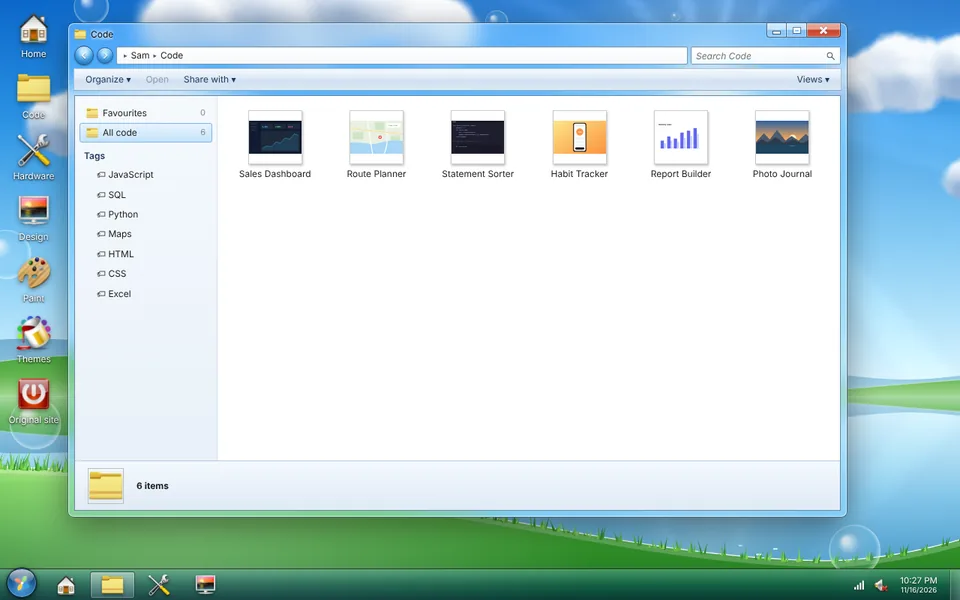 Home
Code
Hardware
Design
Paint
Themes
Original site
Code
Sam Code
Search Code
Organize
Open
Share with
Views
Favourites 0
All code 6
Tags
JavaScript
SQL
Python
Maps
HTML
CSS
Excel
Sales Dashboard
Route Planner
Statement Sorter
Habit Tracker
Report Builder
Photo Journal
6 items
10:27 PM
11/16/2026